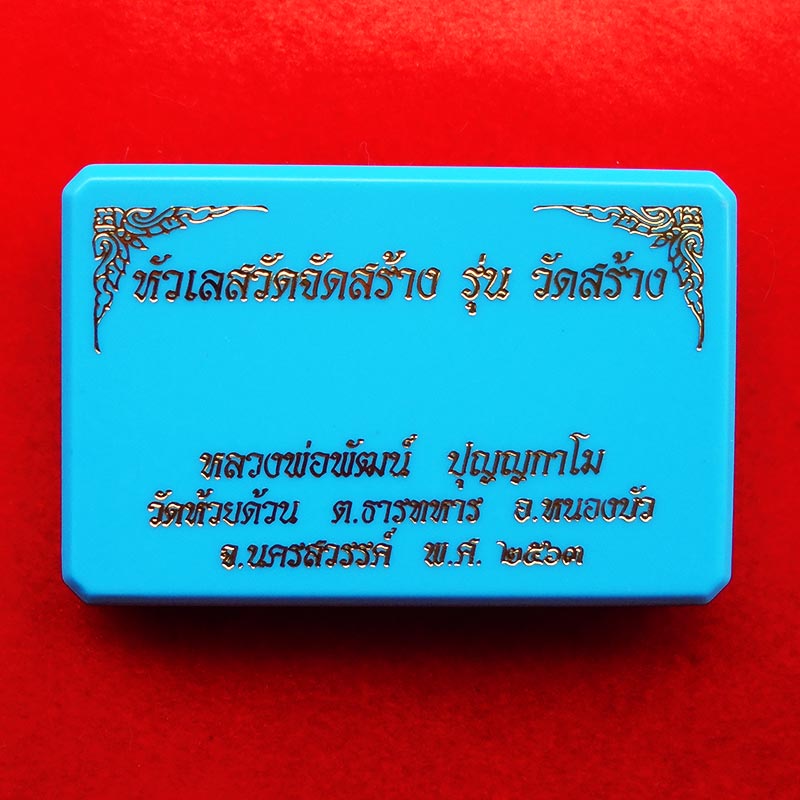 หัวเลสวัดจัดสร้าง รุ่น วัดสร้าง
หลวงพ่อพัฒน์ ปุญญกาโม
วัดห้วยด้วน ต.ธารทหาร อ.หนองบัว
จ.นครสวรรค์ พ.ศ. ๒๕๖๓